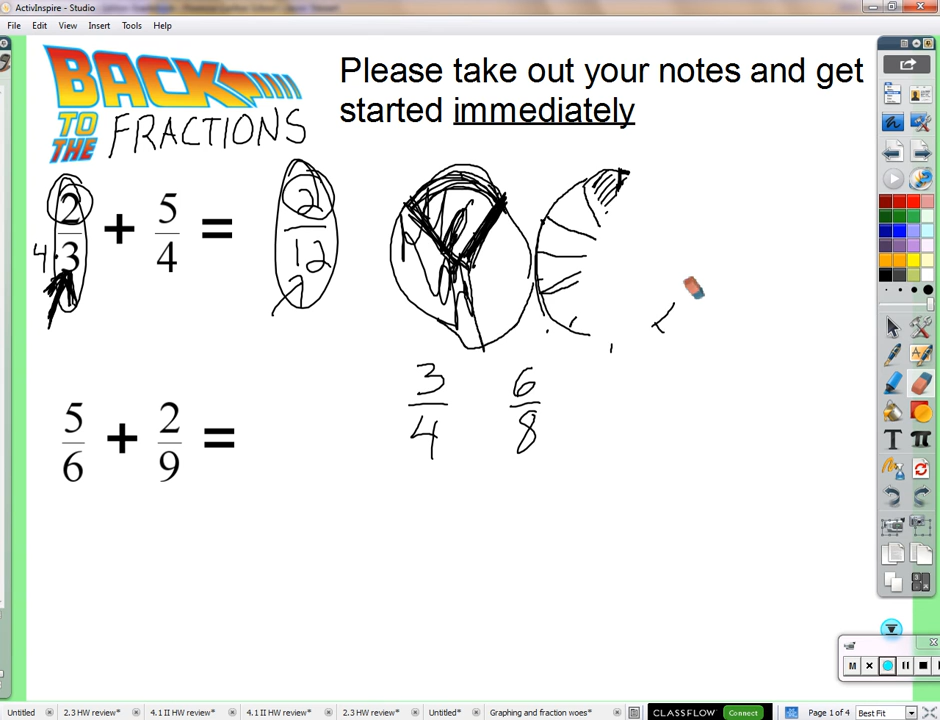 ActivInspire - Studio
File Edit View Insert Tools Help
BACK
TO
THE FRACTIONS
Please take out your notes and get
started immediately
2 + 5 = 2
4·3 4 12
3 6
4 8
5 + 2 =
6 9
T π
M
Untitled 2.3 HW review* 4.1 II HW review* 4.1 II HW review* 2.3 HW review* Untitled* Graphing and fraction woes* CLASSFLOW Connect Page 1 of 4 Best Fit